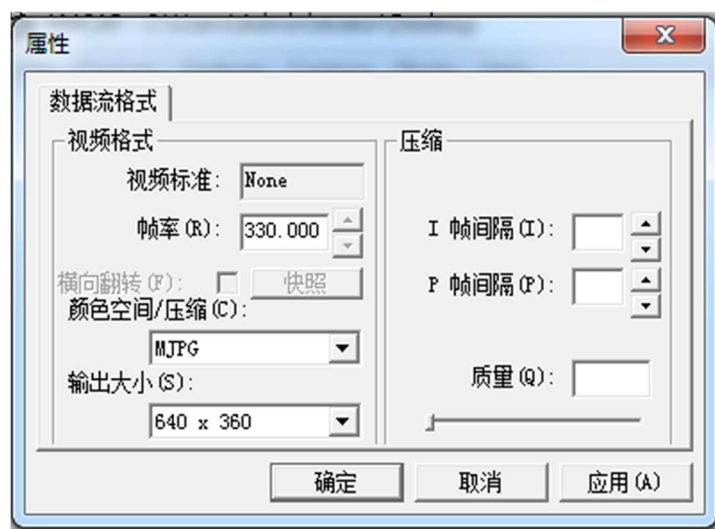 属性
数据流格式
视频格式
视频标准: None
帧率(R): 330.000
横向翻转(F): 快照
颜色空间/压缩(C):
MJPG
输出大小(S):
640 x 360
压缩
I 帧间隔(I):
P 帧间隔(P):
质量(Q):
确定 取消 应用(A)